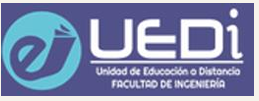 UEDi
Unidad de Educación a Distancia
FACULTAD DE INGENIERÍA